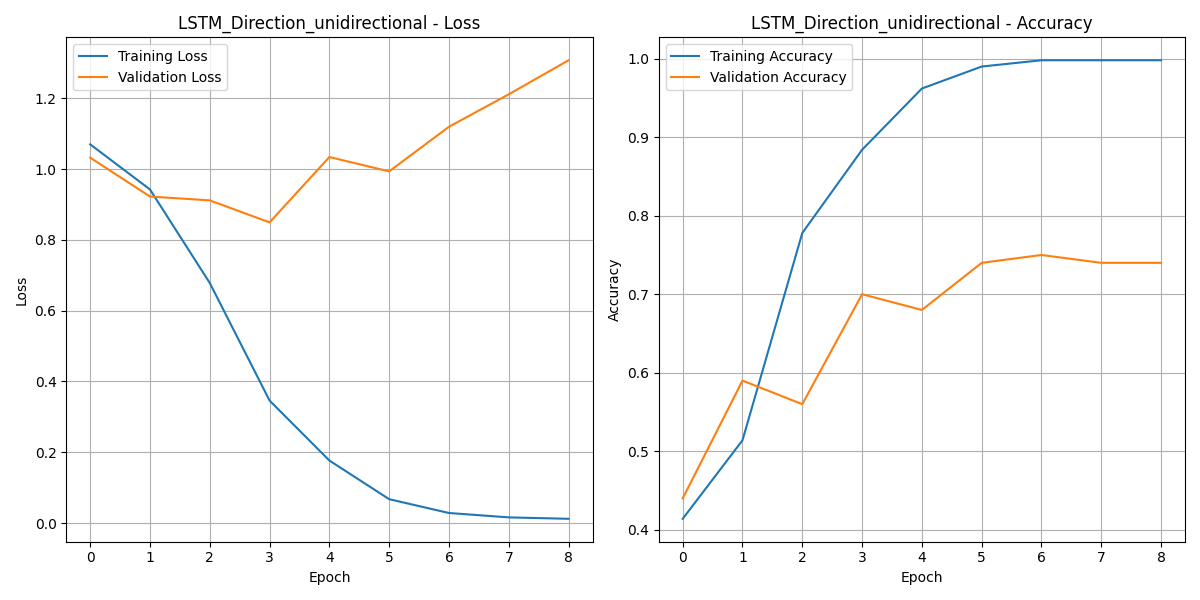 LSTM_Direction_unidirectional - Loss
Training Loss
Validation Loss
Loss
1.2
1.0
0.8
0.6
0.4
0.2
0.0
0 1 2 3 4 5 6 7 8
Epoch
LSTM_Direction_unidirectional - Accuracy
Training Accuracy
Validation Accuracy
Accuracy
1.0
0.9
0.8
0.7
0.6
0.5
0.4
0 1 2 3 4 5 6 7 8
Epoch